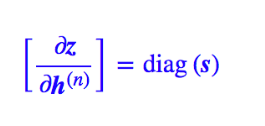 [∂z / ∂h⁽ⁿ⁾] = diag (s)